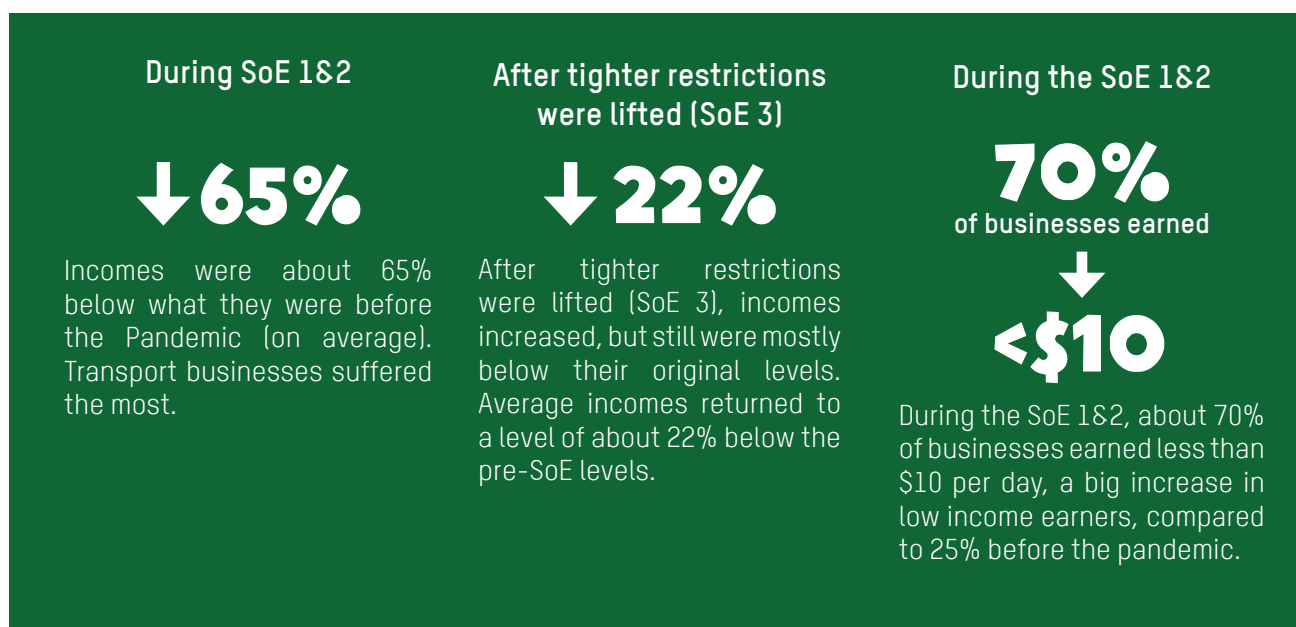 During SoE 1&2
↓65%
Incomes were about 65%
below what they were before
the Pandemic (on average).
Transport businesses suffered
the most.
After tighter restrictions
were lifted (SoE 3)
↓22%
After tighter restrictions
were lifted (SoE 3), incomes
increased, but still were mostly
below their original levels.
Average incomes returned to
a level of about 22% below the
pre-SoE levels.
During the SoE 1&2
70%
of businesses earned
↓
<$10
During the SoE 1&2, about 70%
of businesses earned less than
$10 per day, a big increase in
low income earners, compared
to 25% before the pandemic.